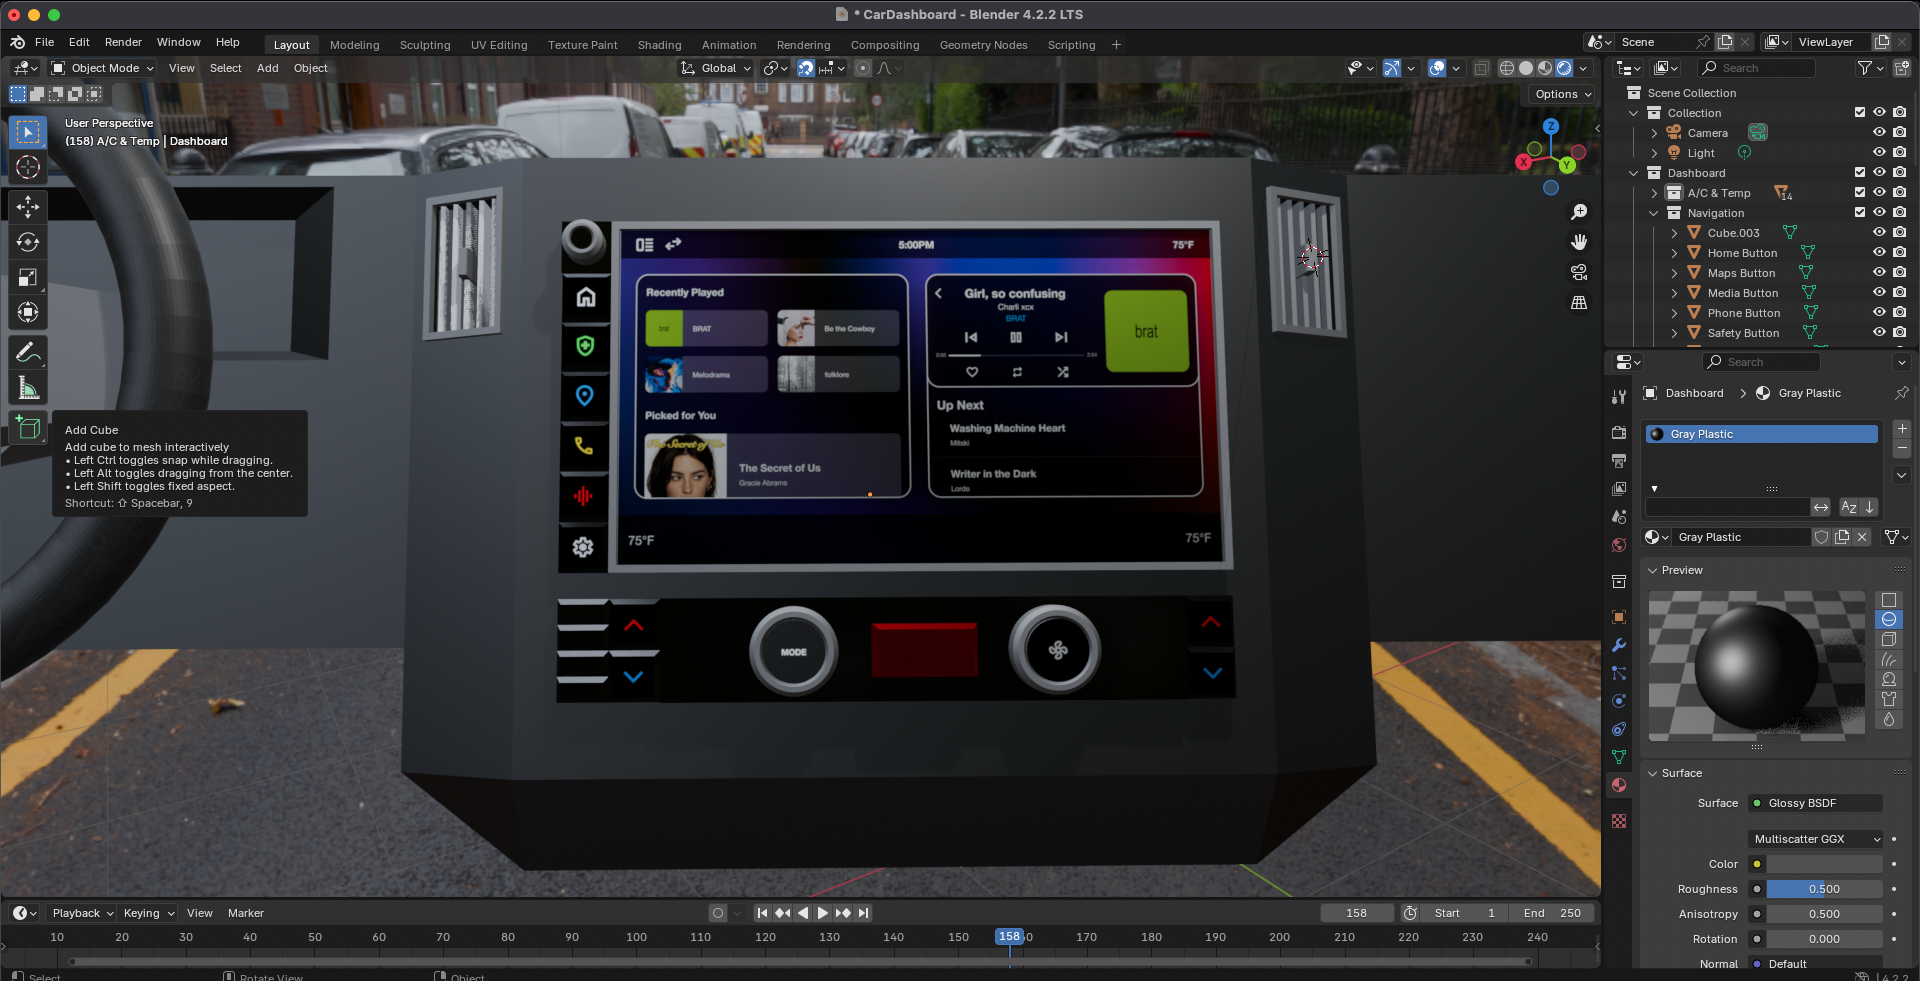 * CarDashboard - Blender 4.2.2 LTS
File Edit Render Window Help
Layout Modeling Sculpting UV Editing Texture Paint Shading Animation Rendering Compositing Geometry Nodes Scripting
Scene
ViewLayer
Object Mode View Select Add Object
Global
Search
Options
User Perspective
(158) A/C & Temp | Dashboard
Z
X
Y
Scene Collection
Collection
Camera
Light
Dashboard
A/C & Temp 14
Navigation
Cube.003
Home Button
Maps Button
Media Button
Phone Button
Safety Button
5:00PM
75°F
Recently Played
brat
BRAT
Be the Cowboy
Melodrama
folklore
Picked for You
The Secret of Us
The Secret of Us
Gracie Abrams
Girl, so confusing
Charli xcx
BRAT
brat
Up Next
Washing Machine Heart
Mitski
Writer in the Dark
Lorde
75°F
75°F
MODE
Add Cube
Add cube to mesh interactively
• Left Ctrl toggles snap while dragging.
• Left Alt toggles dragging from the center.
• Left Shift toggles fixed aspect.
Shortcut: ⇧ Spacebar, 9
Search
Dashboard > Gray Plastic
Gray Plastic
AZ
Gray Plastic
Preview
Surface
Surface Glossy BSDF
Multiscatter GGX
Color
Roughness 0.500
Anisotropy 0.500
Rotation 0.000
Normal Default
Playback Keying View Marker
158 Start 1 End 250
10 20 30 40 50 60 70 80 90 100 110 120 130 140 150 158 170 180 190 200 210 220 230 240
Select Rotate View Object 4.2.2